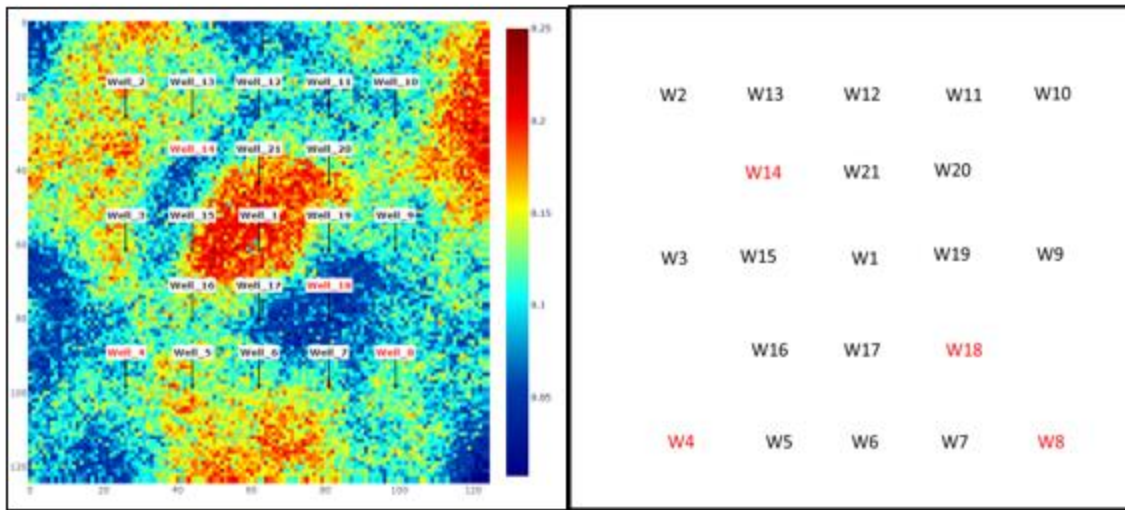 0
20
40
60
80
100
120
0 20 40 60 80 100 120
0.25
0.2
0.15
0.1
0.05
Well_2 Well_13 Well_12 Well_11 Well_10
Well_14 Well_21 Well_20
Well_3 Well_15 Well_1 Well_19 Well_9
Well_16 Well_17 Well_18
Well_4 Well_5 Well_6 Well_7 Well_8
W2 W13 W12 W11 W10
W14 W21 W20
W3 W15 W1 W19 W9
W16 W17 W18
W4 W5 W6 W7 W8